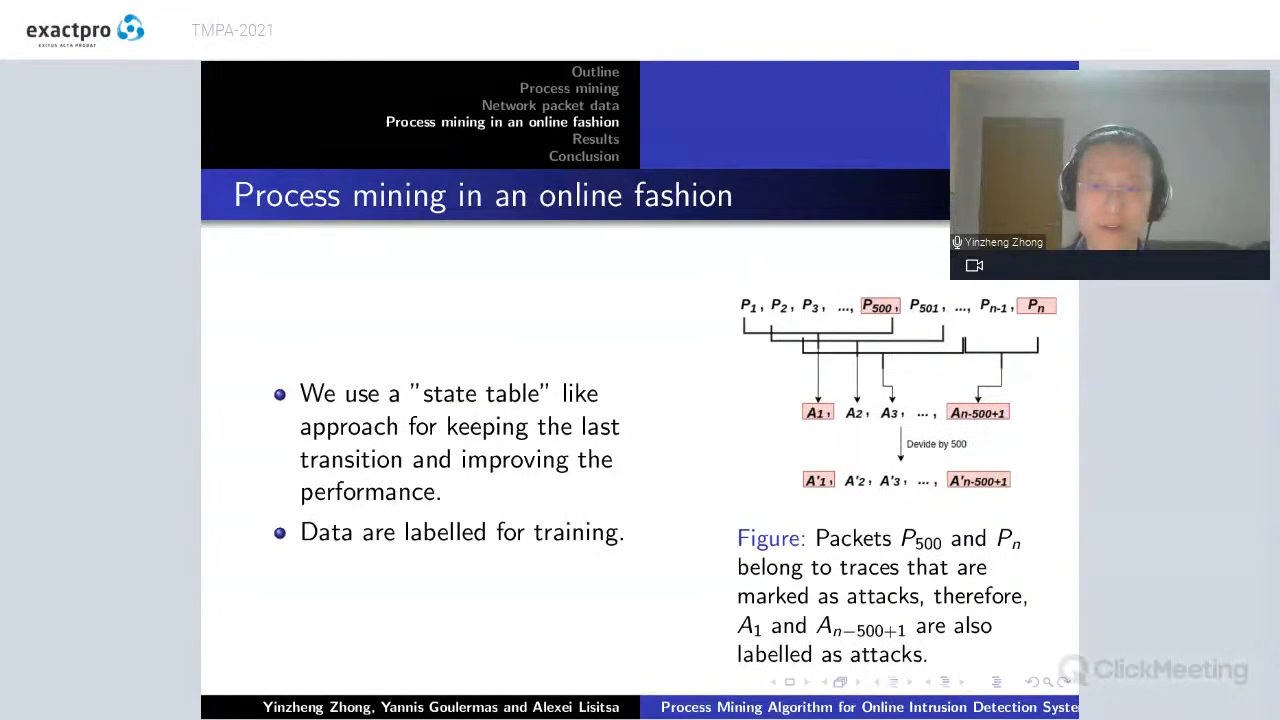 exactpro
EXITUS ACTA PROBAT
TMPA-2021
Outline
Process mining
Network packet data
Process mining in an online fashion
Results
Conclusion
Process mining in an online fashion
Yinzheng Zhong
We use a ”state table” like
approach for keeping the last
transition and improving the
performance.
Data are labelled for training.
P1, P2, P3, ..., P500, P501, ..., Pn-1, Pn
A1, A2, A3, ..., An-500+1
Devide by 500
A'1, A'2, A'3, ..., A'n-500+1
Figure: Packets P500 and Pn
belong to traces that are
marked as attacks, therefore,
A1 and An−500+1 are also
labelled as attacks.
ClickMeeting
Yinzheng Zhong, Yannis Goulermas and Alexei Lisitsa
Process Mining Algorithm for Online Intrusion Detection Syste